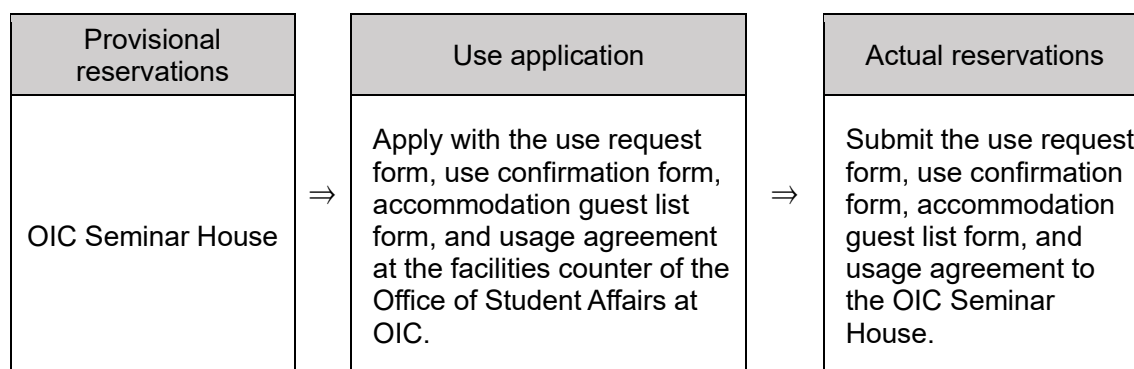 Provisional
reservations
OIC Seminar House
⇒
Use application
Apply with the use request
form, use confirmation form,
accommodation guest list
form, and usage agreement
at the facilities counter of the
Office of Student Affairs at
OIC.
⇒
Actual reservations
Submit the use request
form, use confirmation
form, accommodation
guest list form, and
usage agreement to
the OIC Seminar
House.